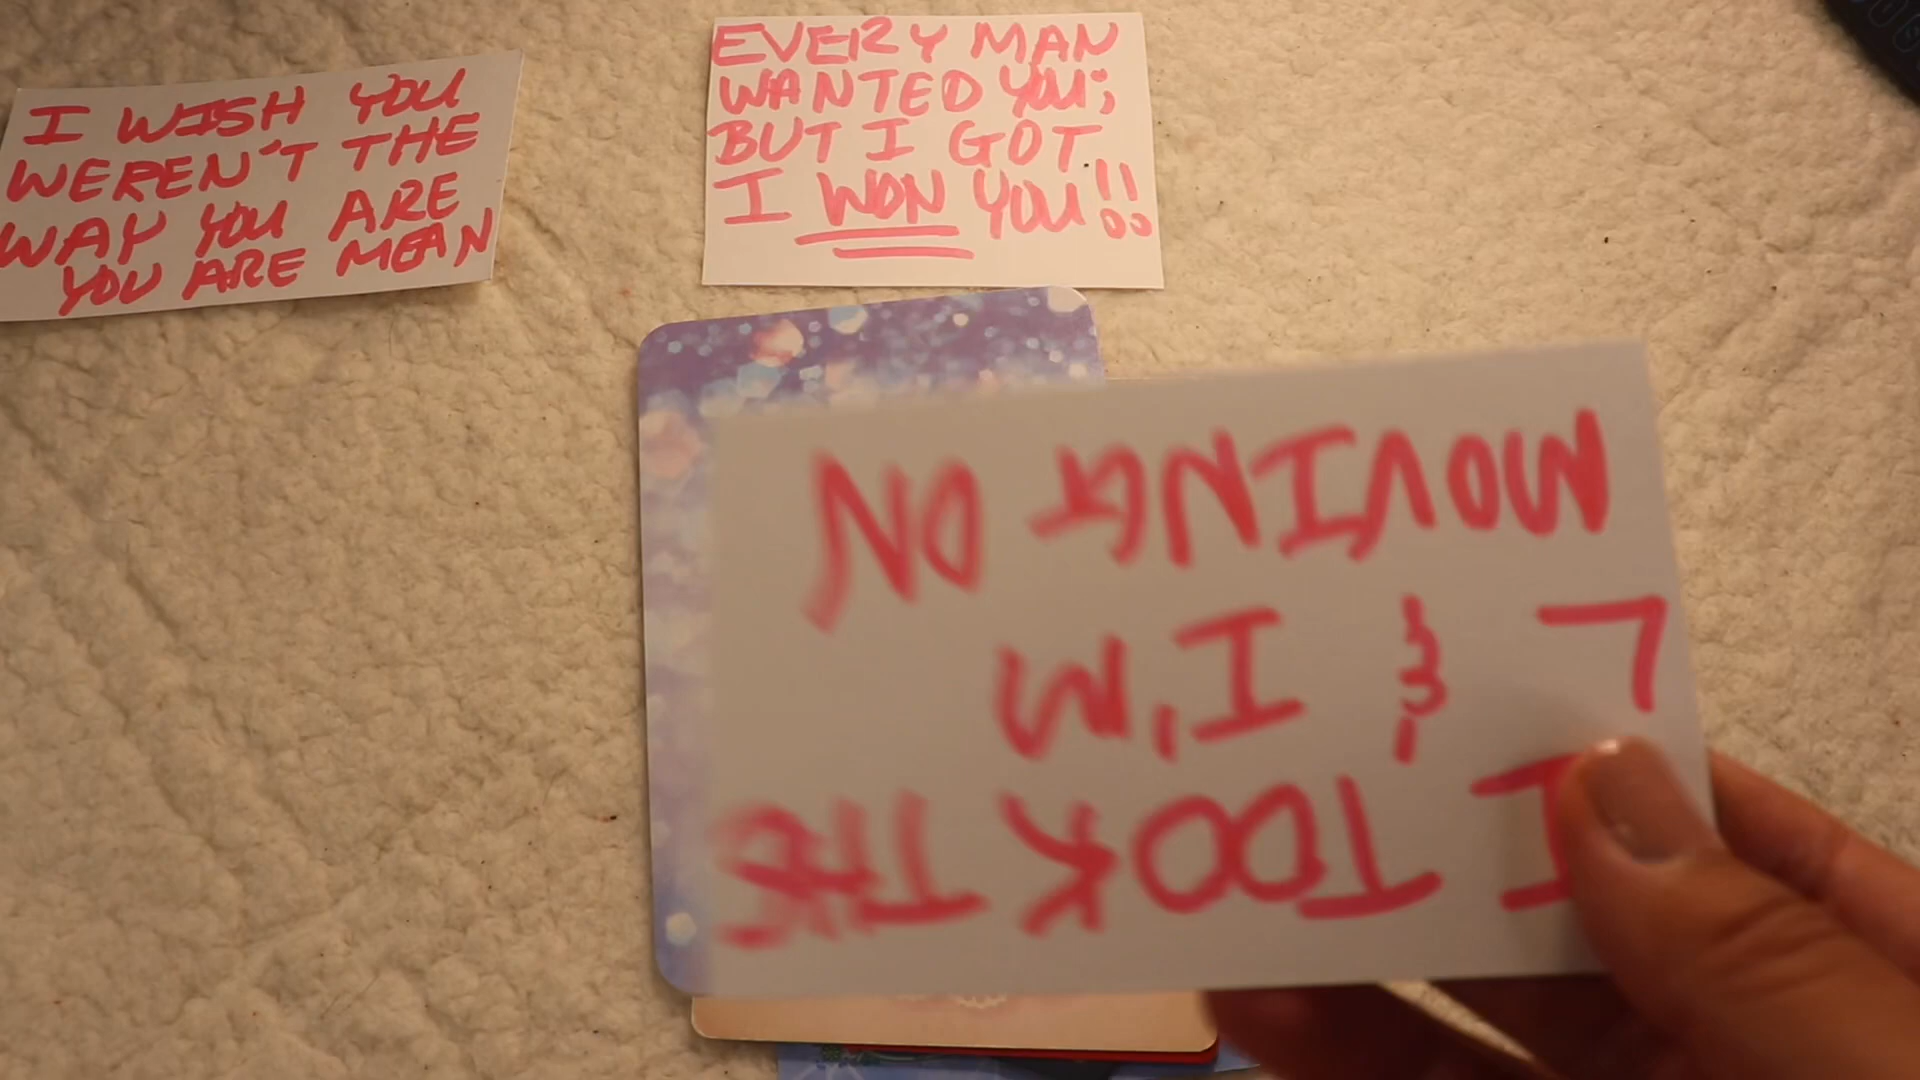 I WISH YOU
WEREN'T THE
WAY YOU ARE
YOU ARE MEAN
EVERY MAN
WANTED YOU;
BUT I GOT
I WON YOU!!
I TOOK THE
L & I'M
MOVING ON